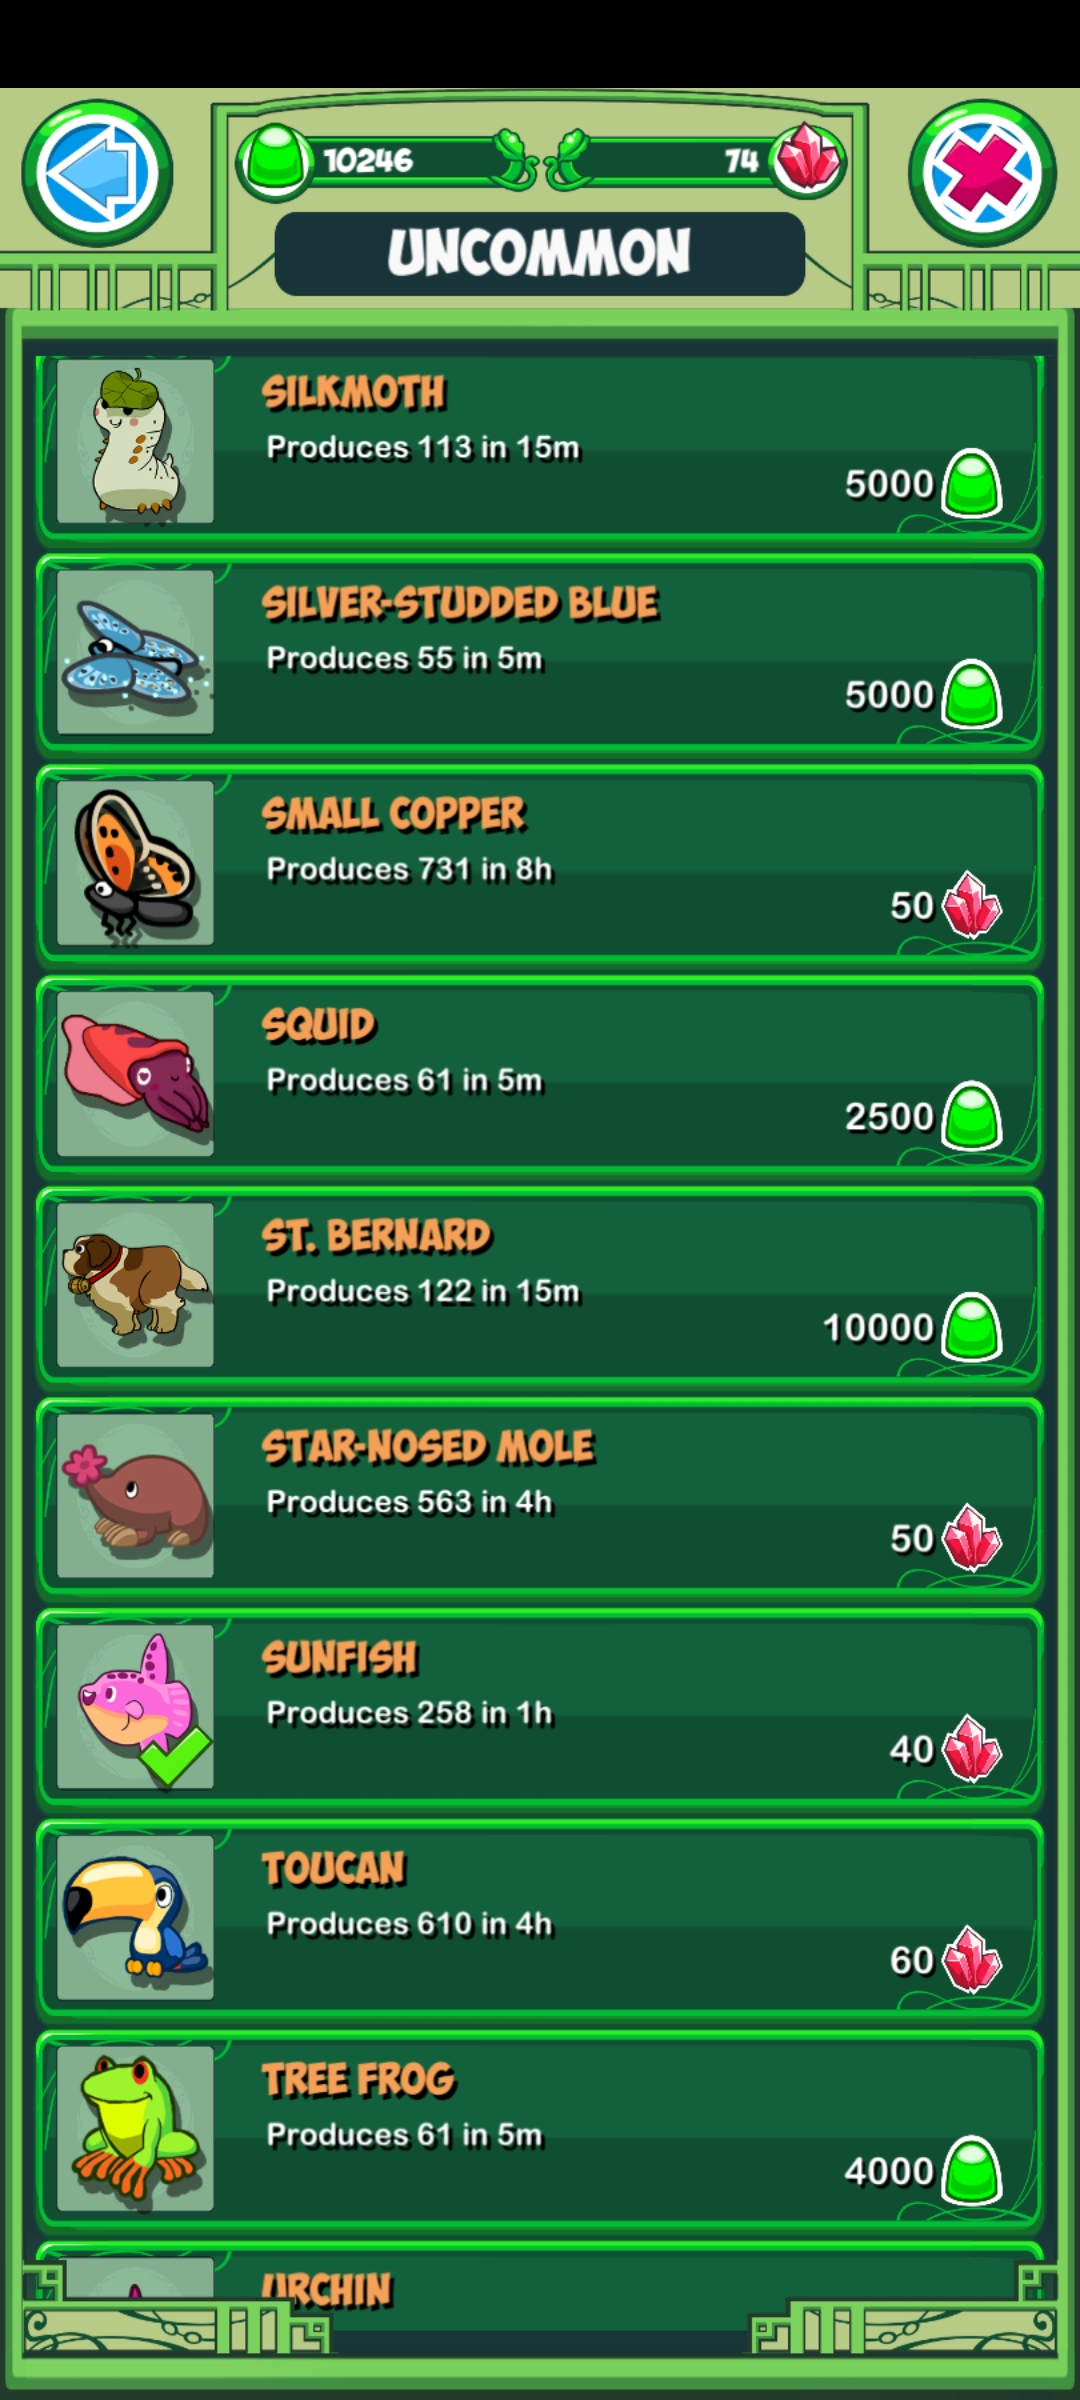 10246
74
UNCOMMON
SILKMOTH
Produces 113 in 15m
5000
SILVER-STUDDED BLUE
Produces 55 in 5m
5000
SMALL COPPER
Produces 731 in 8h
50
SQUID
Produces 61 in 5m
2500
ST. BERNARD
Produces 122 in 15m
10000
STAR-NOSED MOLE
Produces 563 in 4h
50
SUNFISH
Produces 258 in 1h
40
TOUCAN
Produces 610 in 4h
60
TREE FROG
Produces 61 in 5m
4000
URCHIN